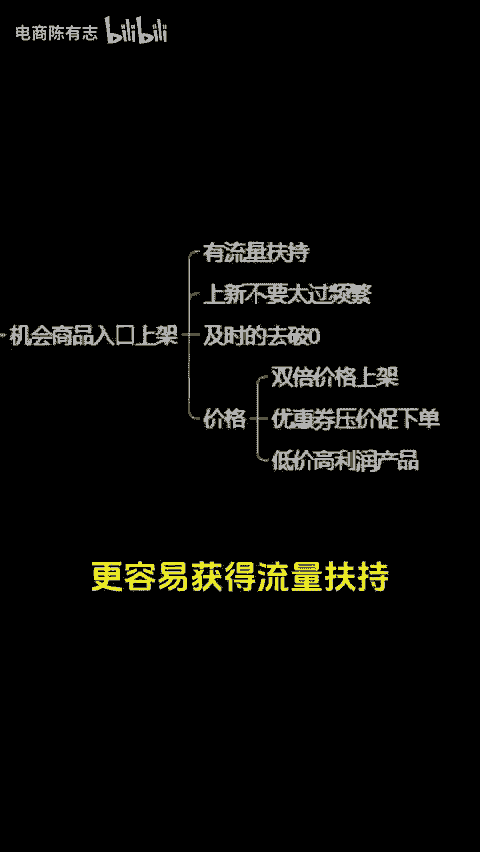 电商陈有志 bilibili
有流量扶持
上新不要太过频繁
机会商品入口上架
及时的去破0
双倍价格上架
价格
优惠券压价促下单
低价高利润产品
更容易获得流量扶持